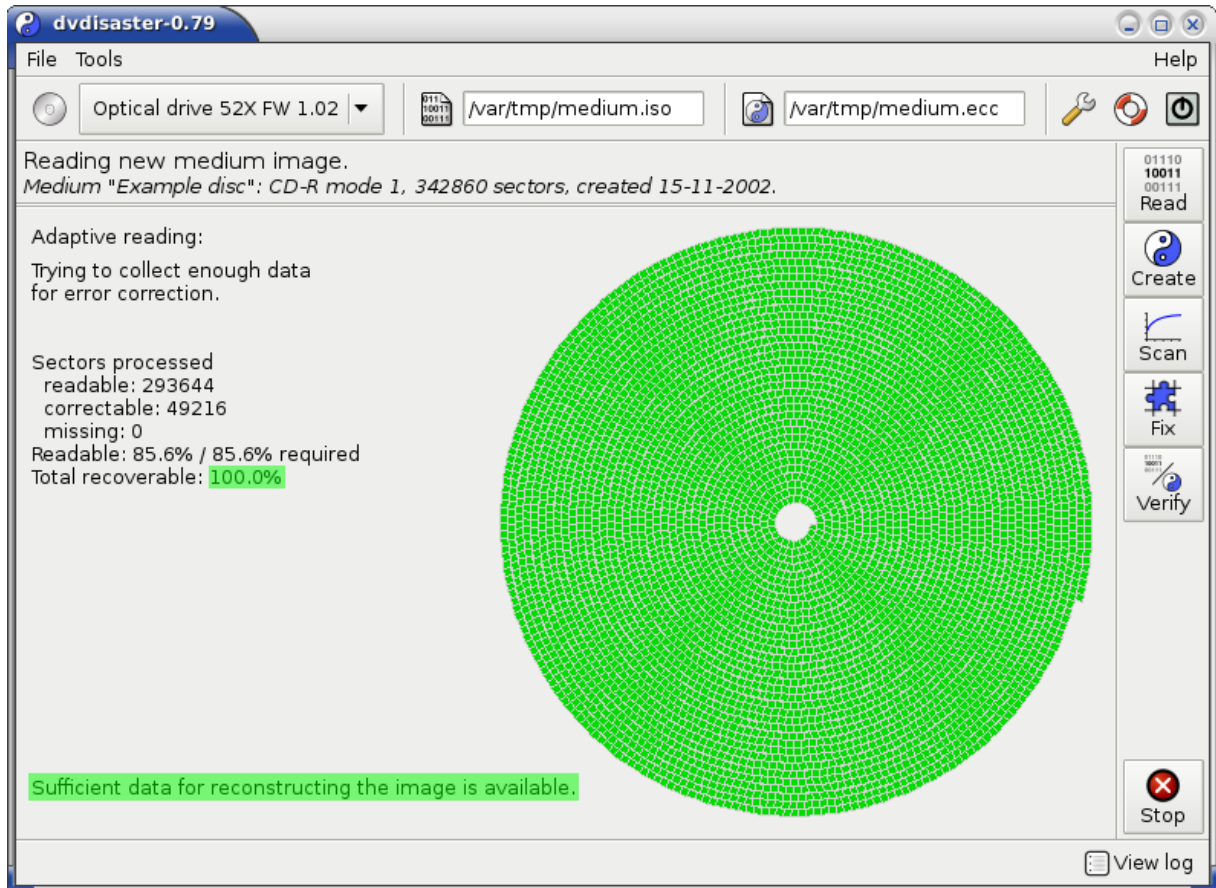 dvdisaster-0.79
File Tools Help
Optical drive 52X FW 1.02 /var/tmp/medium.iso /var/tmp/medium.ecc
Reading new medium image.
Medium "Example disc": CD-R mode 1, 342860 sectors, created 15-11-2002.
Adaptive reading:
Trying to collect enough data
for error correction.
Sectors processed
readable: 293644
correctable: 49216
missing: 0
Readable: 85.6% / 85.6% required
Total recoverable: 100.0%
Sufficient data for reconstructing the image is available.
01110
10011
00111
Read
Create
Scan
Fix
Verify
Stop
View log